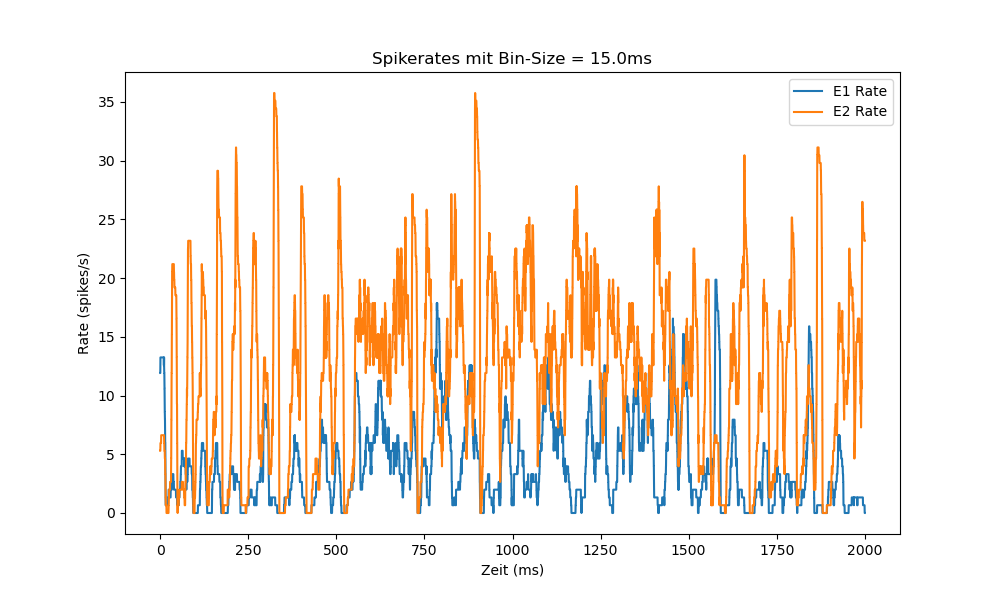 Spikerates mit Bin-Size = 15.0ms
E1 Rate
E2 Rate
35
30
25
20
15
10
5
0
Rate (spikes/s)
0 250 500 750 1000 1250 1500 1750 2000
Zeit (ms)